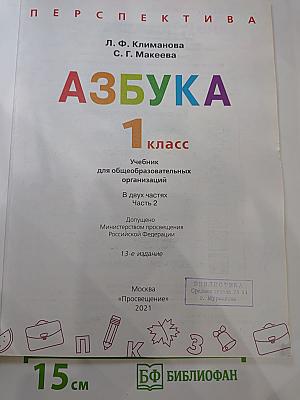 ПЕРСПЕКТИВА
Л. Ф. Климанова
С. Г. Макеева
АЗБУКА
1 класс
Учебник
для общеобразовательных
организаций
В двух частях
Часть 2
Допущено
Министерством просвещения
Российской Федерации
13-е издание
БИБЛИОТЕКА
Москва
«Просвещение»
2021
П К З
15 см БФ БИБЛИОФАН